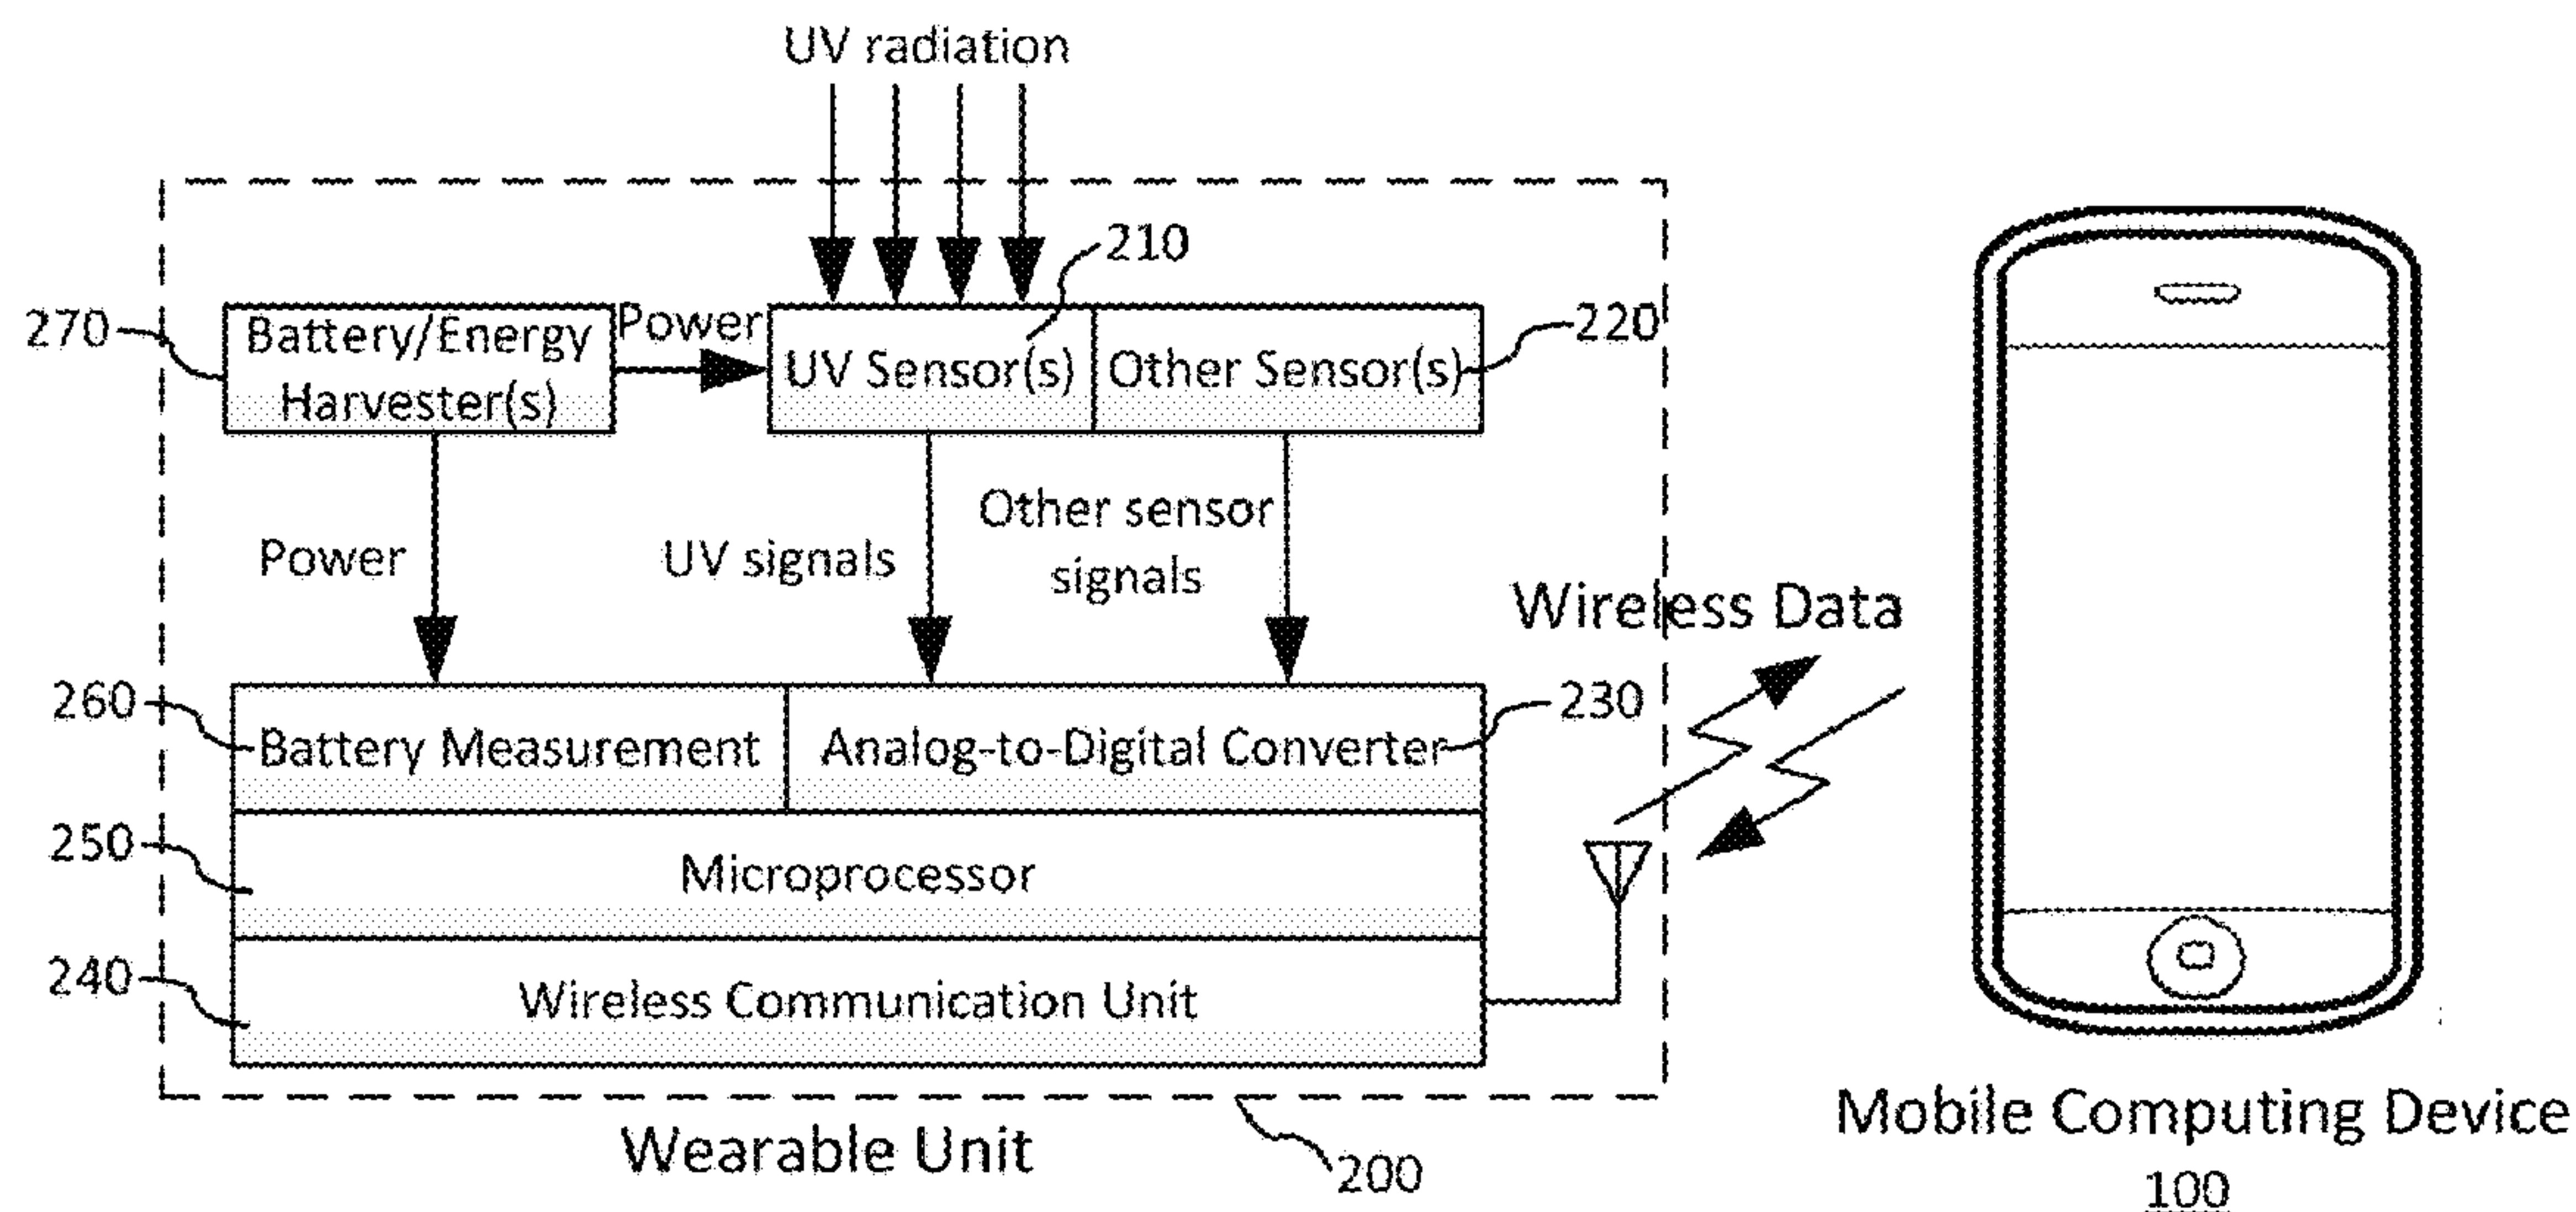 UV radiation
210
270
Battery/Energy
Harvester(s)
Power
UV Sensor(s)
Other Sensor(s)
220
Power
UV signals
Other sensor
signals
Wireless Data
260
Battery Measurement
Analog-to-Digital Converter
230
250
Microprocessor
240
Wireless Communication Unit
Wearable Unit
200
Mobile Computing Device
100